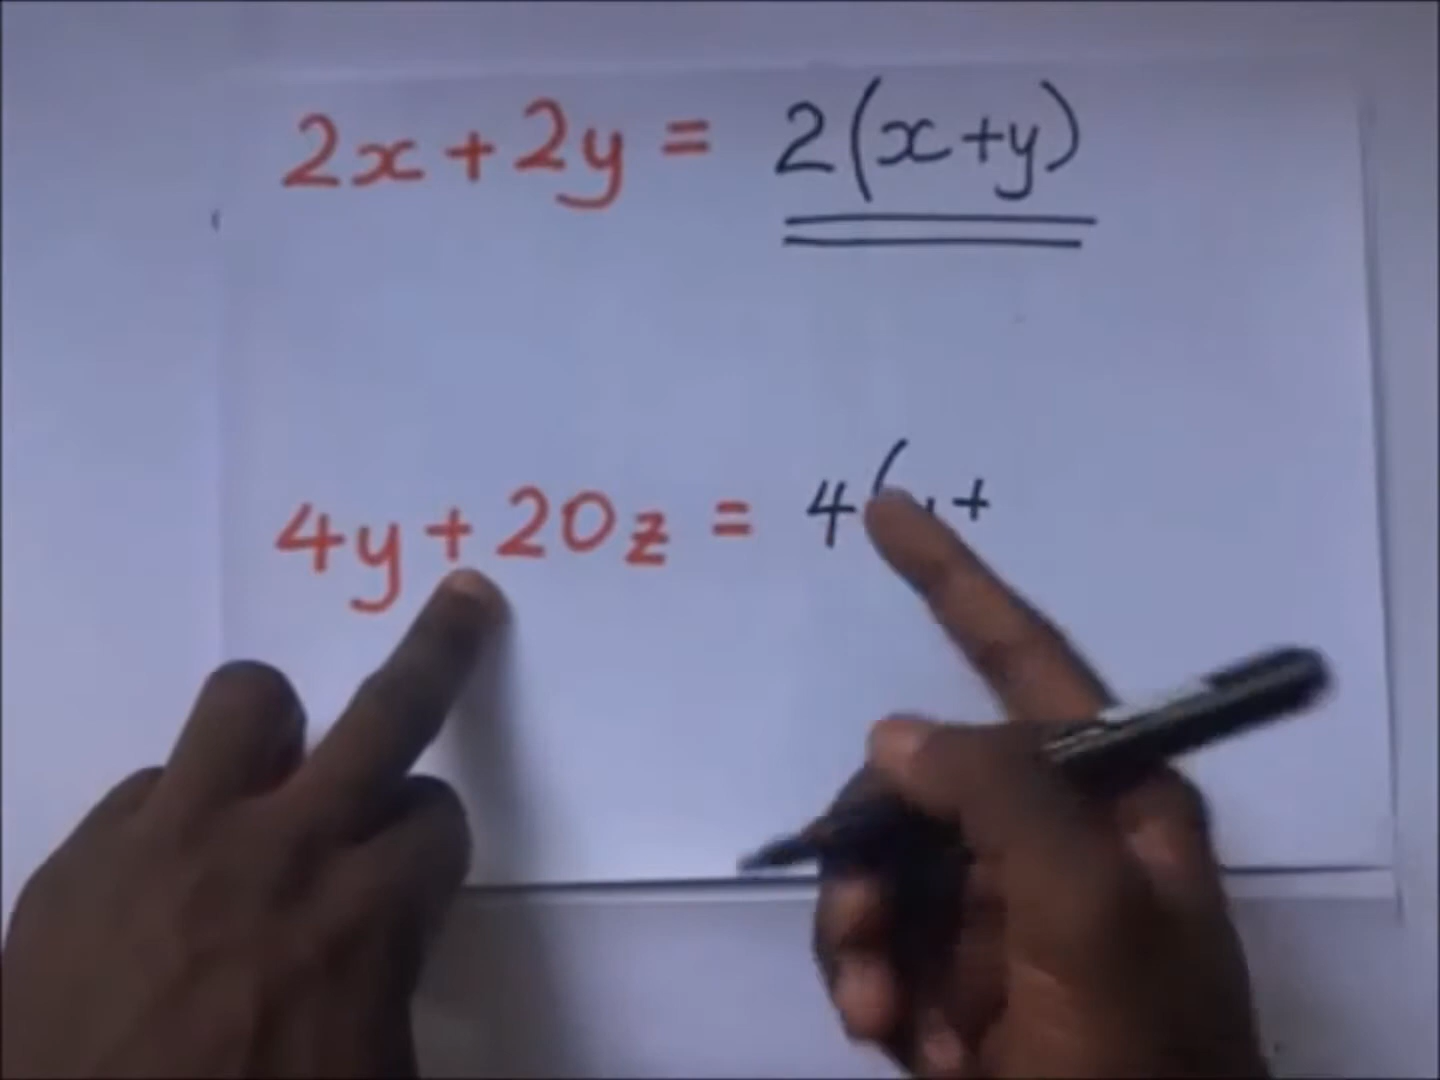 2x + 2y = 2(x+y)
4y + 20z = 4( +